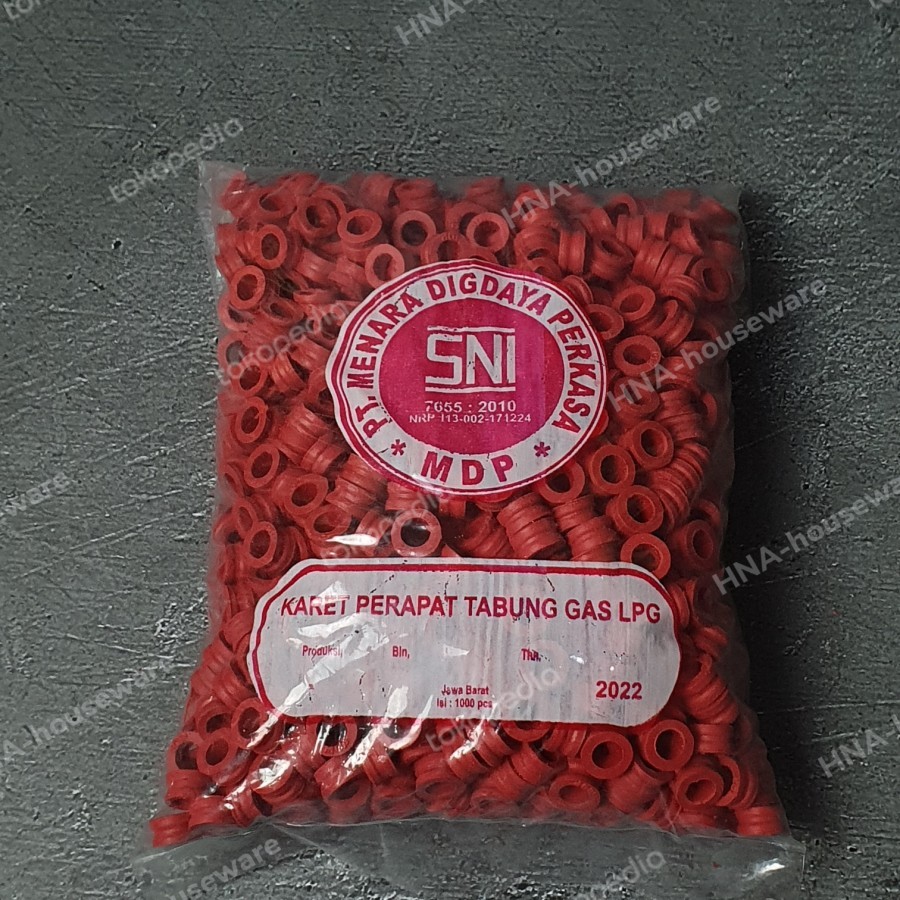 PT. MENARA DIGDAYA PERKASA
SNI
7655 : 2010
NRP 113-002-171224
* MDP *
KARET PERAPAT TABUNG GAS LPG
Produksi, Bln, Thn,
2022
Jawa Barat
Isi : 1000 pcs
tokopedia
HNA-houseware